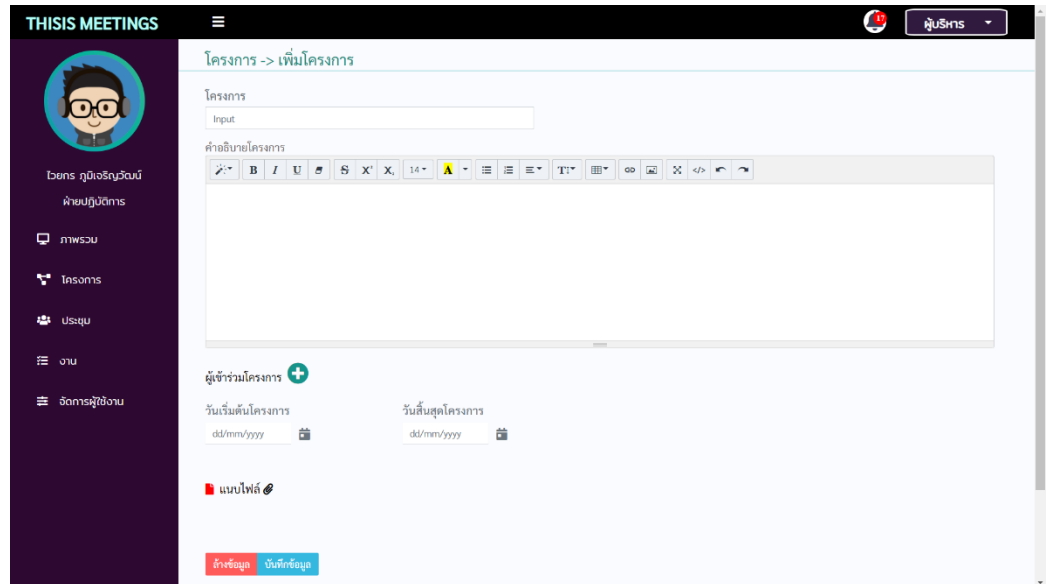 THISIS MEETINGS
17
ผู้บริหาร
โครงการ -> เพิ่มโครงการ
โครงการ
Input
คำอธิบายโครงการ
B I U S X² X₂ 14 A T
ไวยกร ภูมิเจริญวัฒน์
ฝ่ายปฏิบัติการ
ภาพรวม
โครงการ
ประชุม
งาน
จัดการผู้ใช้งาน
ผู้เข้าร่วมโครงการ
วันเริ่มต้นโครงการ วันสิ้นสุดโครงการ
dd/mm/yyyy dd/mm/yyyy
แนบไฟล์
ล้างข้อมูล บันทึกข้อมูล